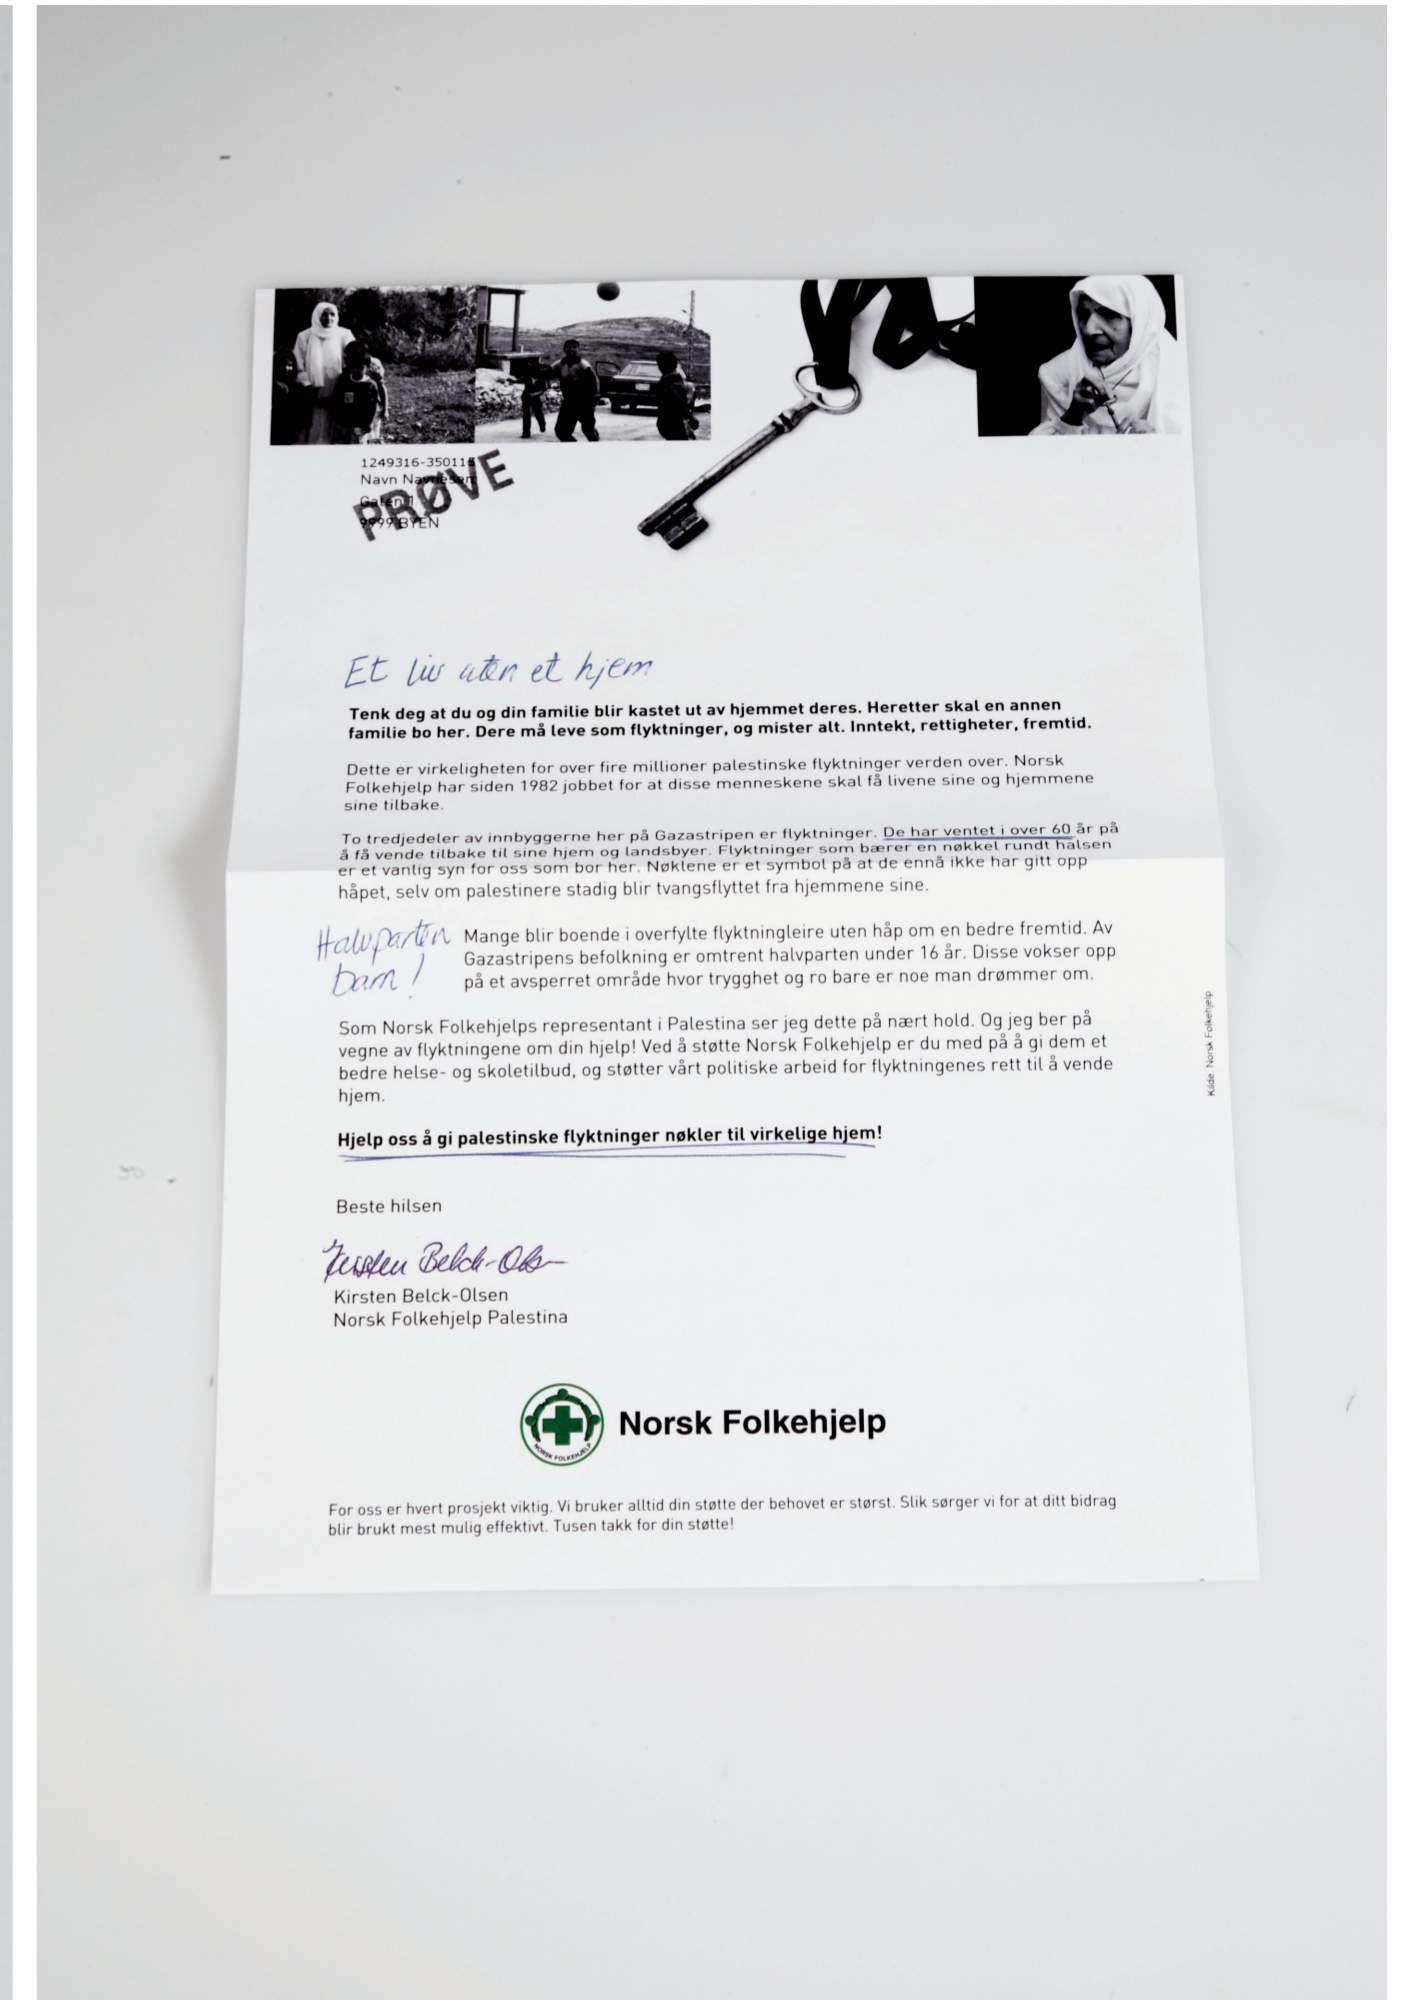 1249316-350115
Navn Navnesen
Gaten 1
9999 BYEN
PRØVE
Et liv uten et hjem
Tenk deg at du og din familie blir kastet ut av hjemmet deres. Heretter skal en annen
familie bo her. Dere må leve som flyktninger, og mister alt. Inntekt, rettigheter, fremtid.
Dette er virkeligheten for over fire millioner palestinske flyktninger verden over. Norsk
Folkehjelp har siden 1982 jobbet for at disse menneskene skal få livene sine og hjemmene
sine tilbake.
To tredjedeler av innbyggerne her på Gazastripen er flyktninger. De har ventet i over 60 år på
å få vende tilbake til sine hjem og landsbyer. Flyktninger som bærer en nøkkel rundt halsen
er et vanlig syn for oss som bor her. Nøklene er et symbol på at de ennå ikke har gitt opp
håpet, selv om palestinere stadig blir tvangsflyttet fra hjemmene sine.
Halvparten
barn!
Mange blir boende i overfylte flyktningleire uten håp om en bedre fremtid. Av
Gazastripens befolkning er omtrent halvparten under 16 år. Disse vokser opp
på et avsperret område hvor trygghet og ro bare er noe man drømmer om.
Som Norsk Folkehjelps representant i Palestina ser jeg dette på nært hold. Og jeg ber på
vegne av flyktningene om din hjelp! Ved å støtte Norsk Folkehjelp er du med på å gi dem et
bedre helse- og skoletilbud, og støtter vårt politiske arbeid for flyktningenes rett til å vende
hjem.
Hjelp oss å gi palestinske flyktninger nøkler til virkelige hjem!
Kilde: Norsk Folkehjelp
Beste hilsen
Kirsten Belck-Olsen
Kirsten Belck-Olsen
Norsk Folkehjelp Palestina
NORSK FOLKEHJELP
Norsk Folkehjelp
For oss er hvert prosjekt viktig. Vi bruker alltid din støtte der behovet er størst. Slik sørger vi for at ditt bidrag
blir brukt mest mulig effektivt. Tusen takk for din støtte!